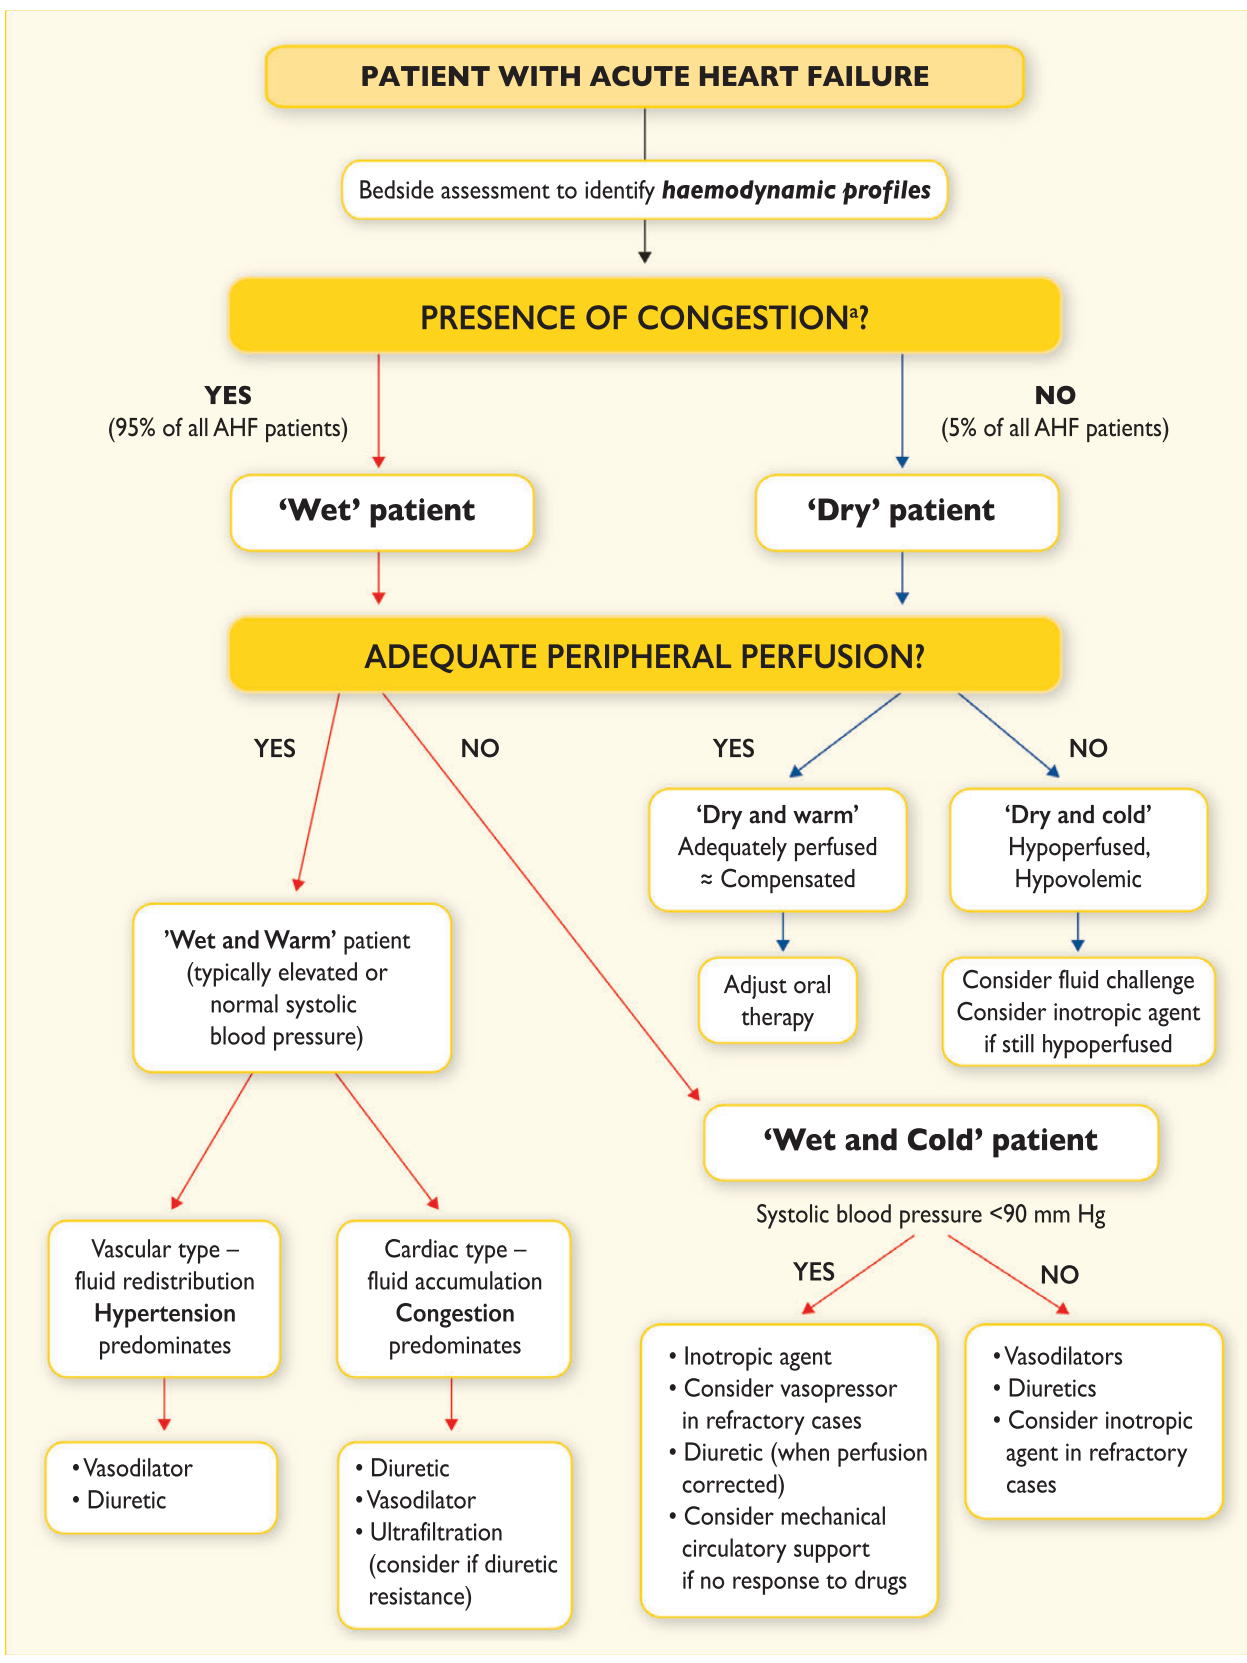 PATIENT WITH ACUTE HEART FAILURE
Bedside assessment to identify haemodynamic profiles
PRESENCE OF CONGESTIONª?
YES
(95% of all AHF patients)
NO
(5% of all AHF patients)
‘Wet’ patient
‘Dry’ patient
ADEQUATE PERIPHERAL PERFUSION?
YES
NO
YES
NO
‘Dry and warm’
Adequately perfused
≈ Compensated
‘Dry and cold’
Hypoperfused,
Hypovolemic
’Wet and Warm’ patient
(typically elevated or
normal systolic
blood pressure)
Adjust oral
therapy
Consider fluid challenge
Consider inotropic agent
if still hypoperfused
‘Wet and Cold’ patient
Systolic blood pressure <90 mm Hg
YES
NO
Vascular type –
fluid redistribution
Hypertension
predominates
Cardiac type –
fluid accumulation
Congestion
predominates
• Vasodilator
• Diuretic
• Diuretic
• Vasodilator
• Ultrafiltration
(consider if diuretic
resistance)
• Inotropic agent
• Consider vasopressor
in refractory cases
• Diuretic (when perfusion
corrected)
• Consider mechanical
circulatory support
if no response to drugs
• Vasodilators
• Diuretics
• Consider inotropic
agent in refractory
cases